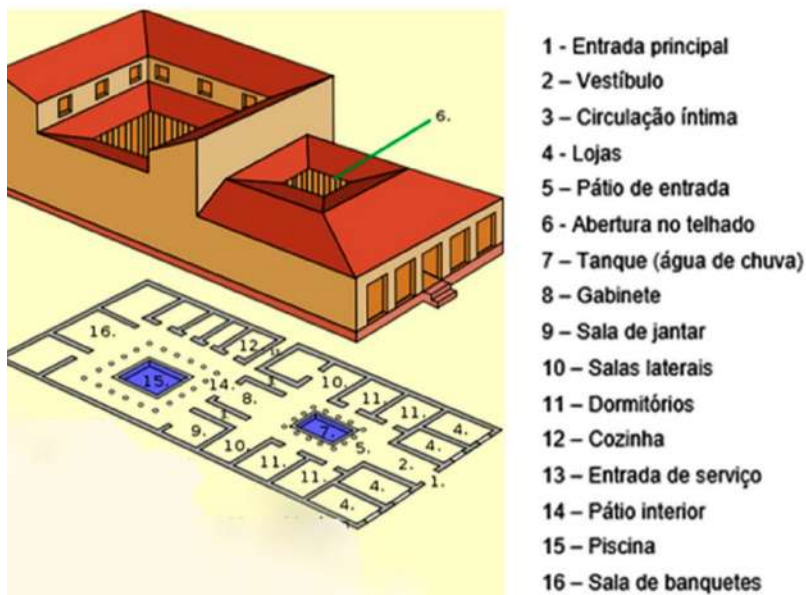 6.
16.
12.
15.
14.
8.
3
9.
10.
11.
11.
4.
10.
11.
11.
4.
4.
4.
7.
5.
2.
1.
1 - Entrada principal
2 – Vestíbulo
3 – Circulação íntima
4 - Lojas
5 – Pátio de entrada
6 - Abertura no telhado
7 – Tanque (água de chuva)
8 – Gabinete
9 – Sala de jantar
10 – Salas laterais
11 – Dormitórios
12 – Cozinha
13 – Entrada de serviço
14 – Pátio interior
15 – Piscina
16 – Sala de banquetes